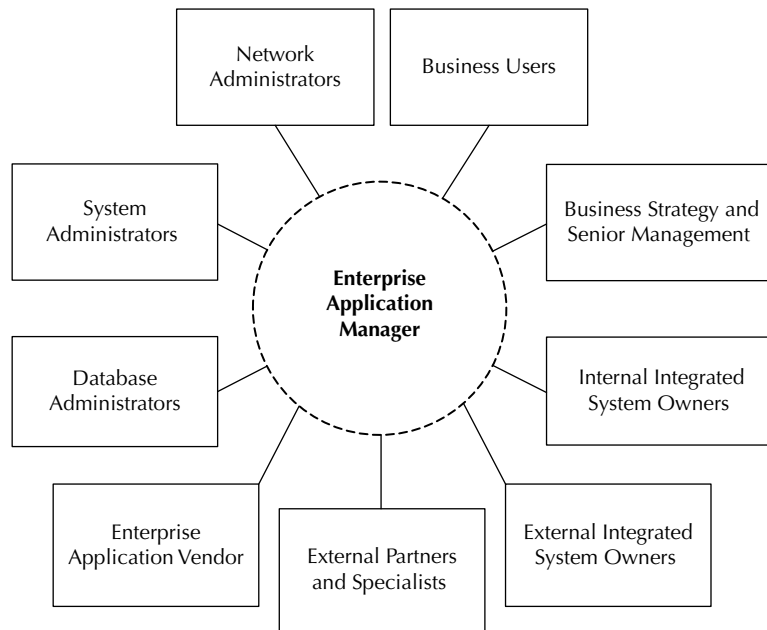 Network
Administrators
Business Users
System
Administrators
Business Strategy and
Senior Management
Enterprise
Application
Manager
Database
Administrators
Internal Integrated
System Owners
Enterprise
Application Vendor
External Partners
and Specialists
External Integrated
System Owners